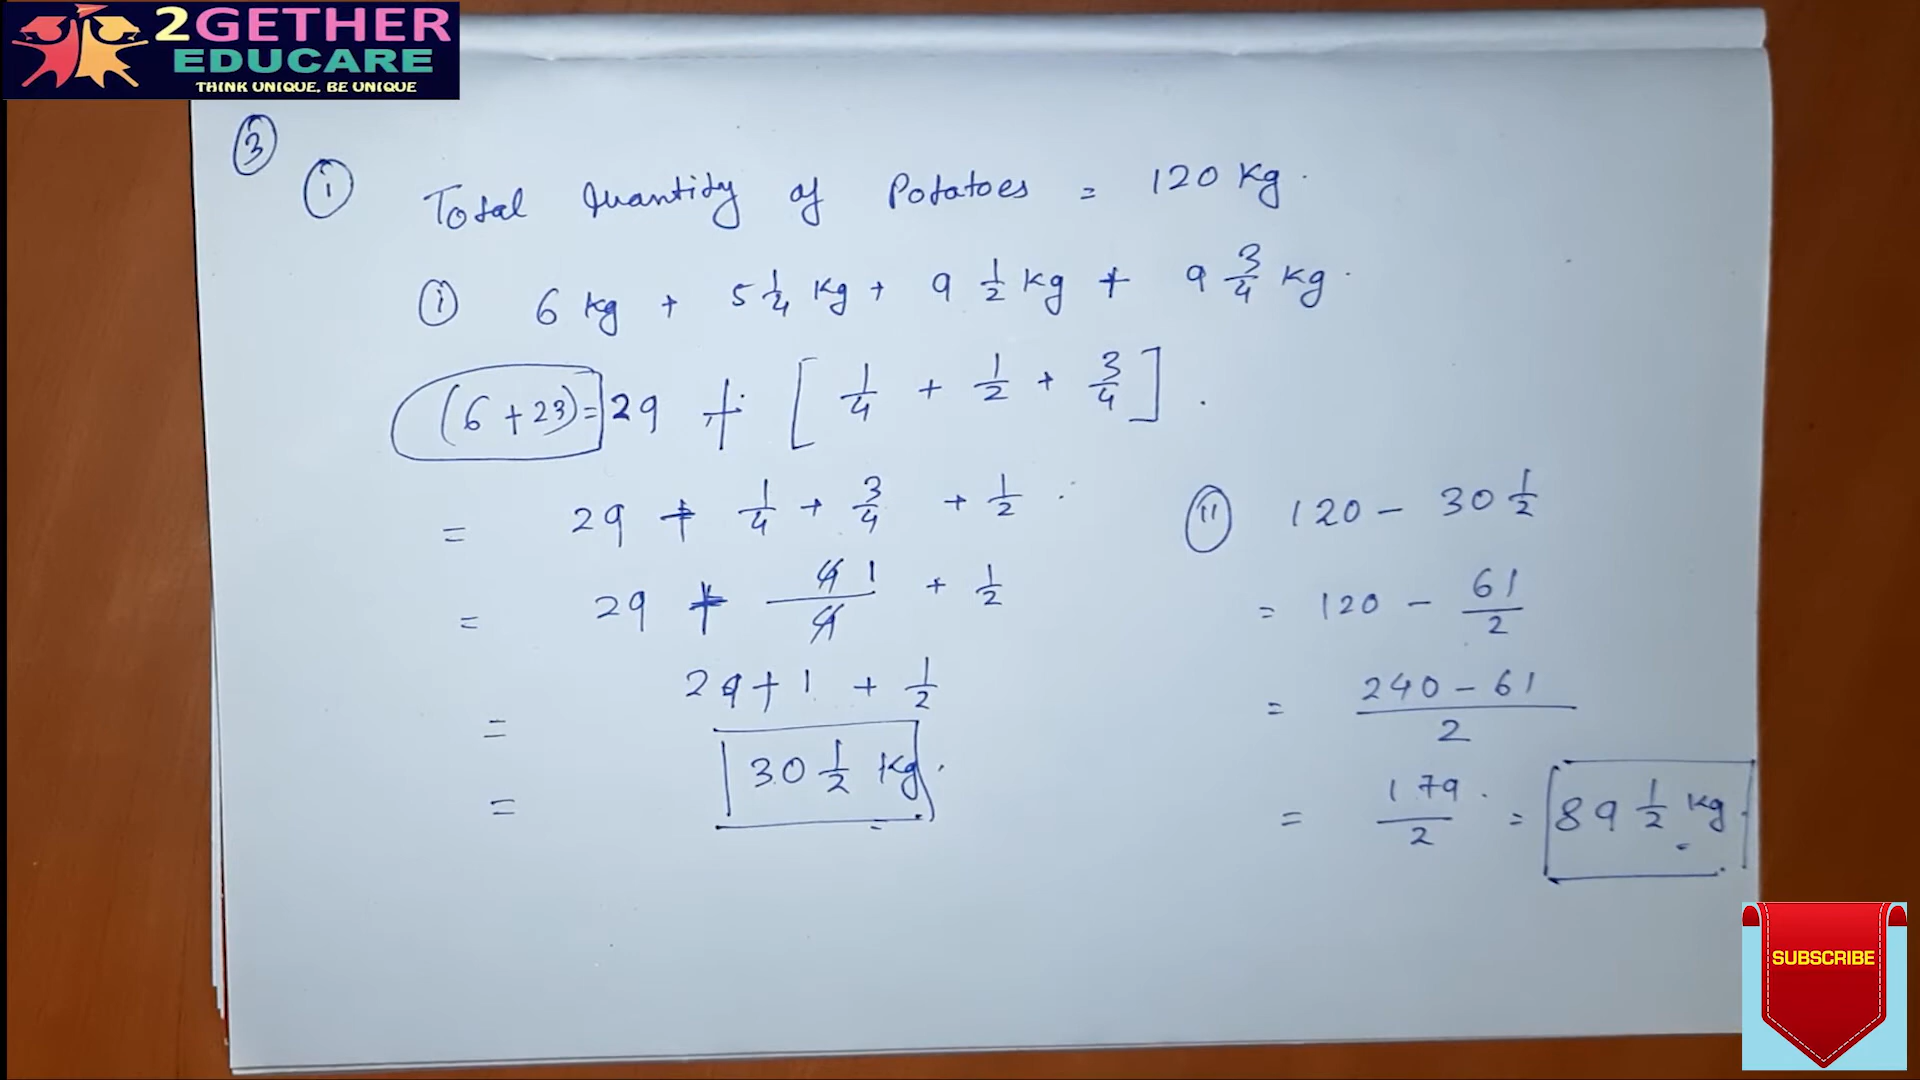 2GETHER
EDUCARE
THINK UNIQUE, BE UNIQUE
3
i Total Quantity of Potatoes = 120 Kg.
i 6 kg + 5 1/4 Kg + 9 1/2 kg + 9 3/4 kg.
(6 + 23) = 29 + [ 1/4 + 1/2 + 3/4 ].
= 29 + 1/4 + 3/4 + 1/2
= 29 + 4/4 1 + 1/2
= 29 + 1 + 1/2
= 30 1/2 Kg.
ii 120 - 30 1/2
= 120 - 61/2
= 240 - 61 / 2
= 179/2 = 89 1/2 kg.
SUBSCRIBE